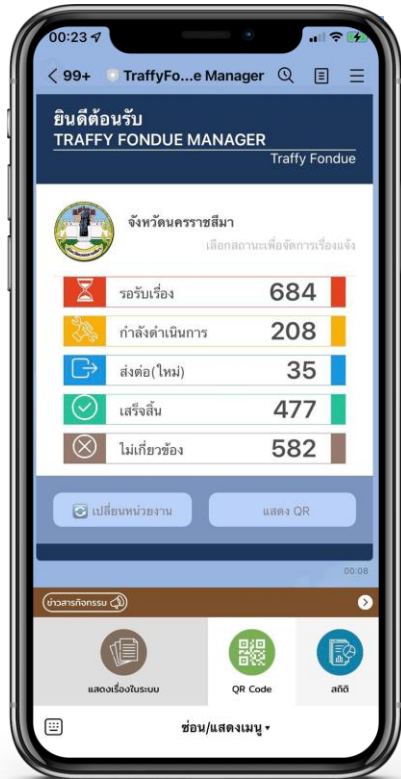 00:23
99+ TraffyFo...e Manager
ยินดีต้อนรับ
TRAFFY FONDUE MANAGER
Traffy Fondue
จังหวัดนครราชสีมา
เลือกสถานะเพื่อจัดการเรื่องแจ้ง
รอรับเรื่อง 684
กำลังดำเนินการ 208
ส่งต่อ(ใหม่) 35
เสร็จสิ้น 477
ไม่เกี่ยวข้อง 582
เปลี่ยนหน่วยงาน แสดง QR
00:08
ข่าวสารกิจกรรม
แสดงเรื่องในระบบ QR Code สถิติ
ซ่อน/แสดงเมนู